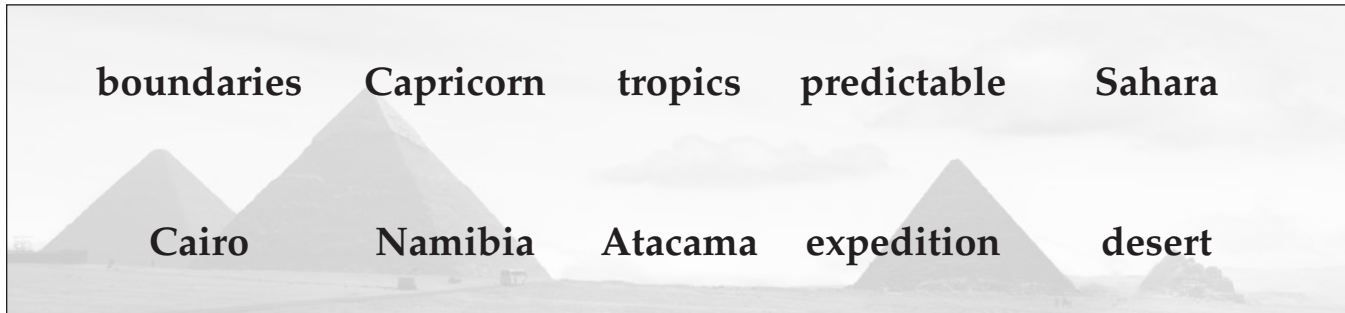 boundaries Capricorn tropics predictable Sahara
Cairo Namibia Atacama expedition desert